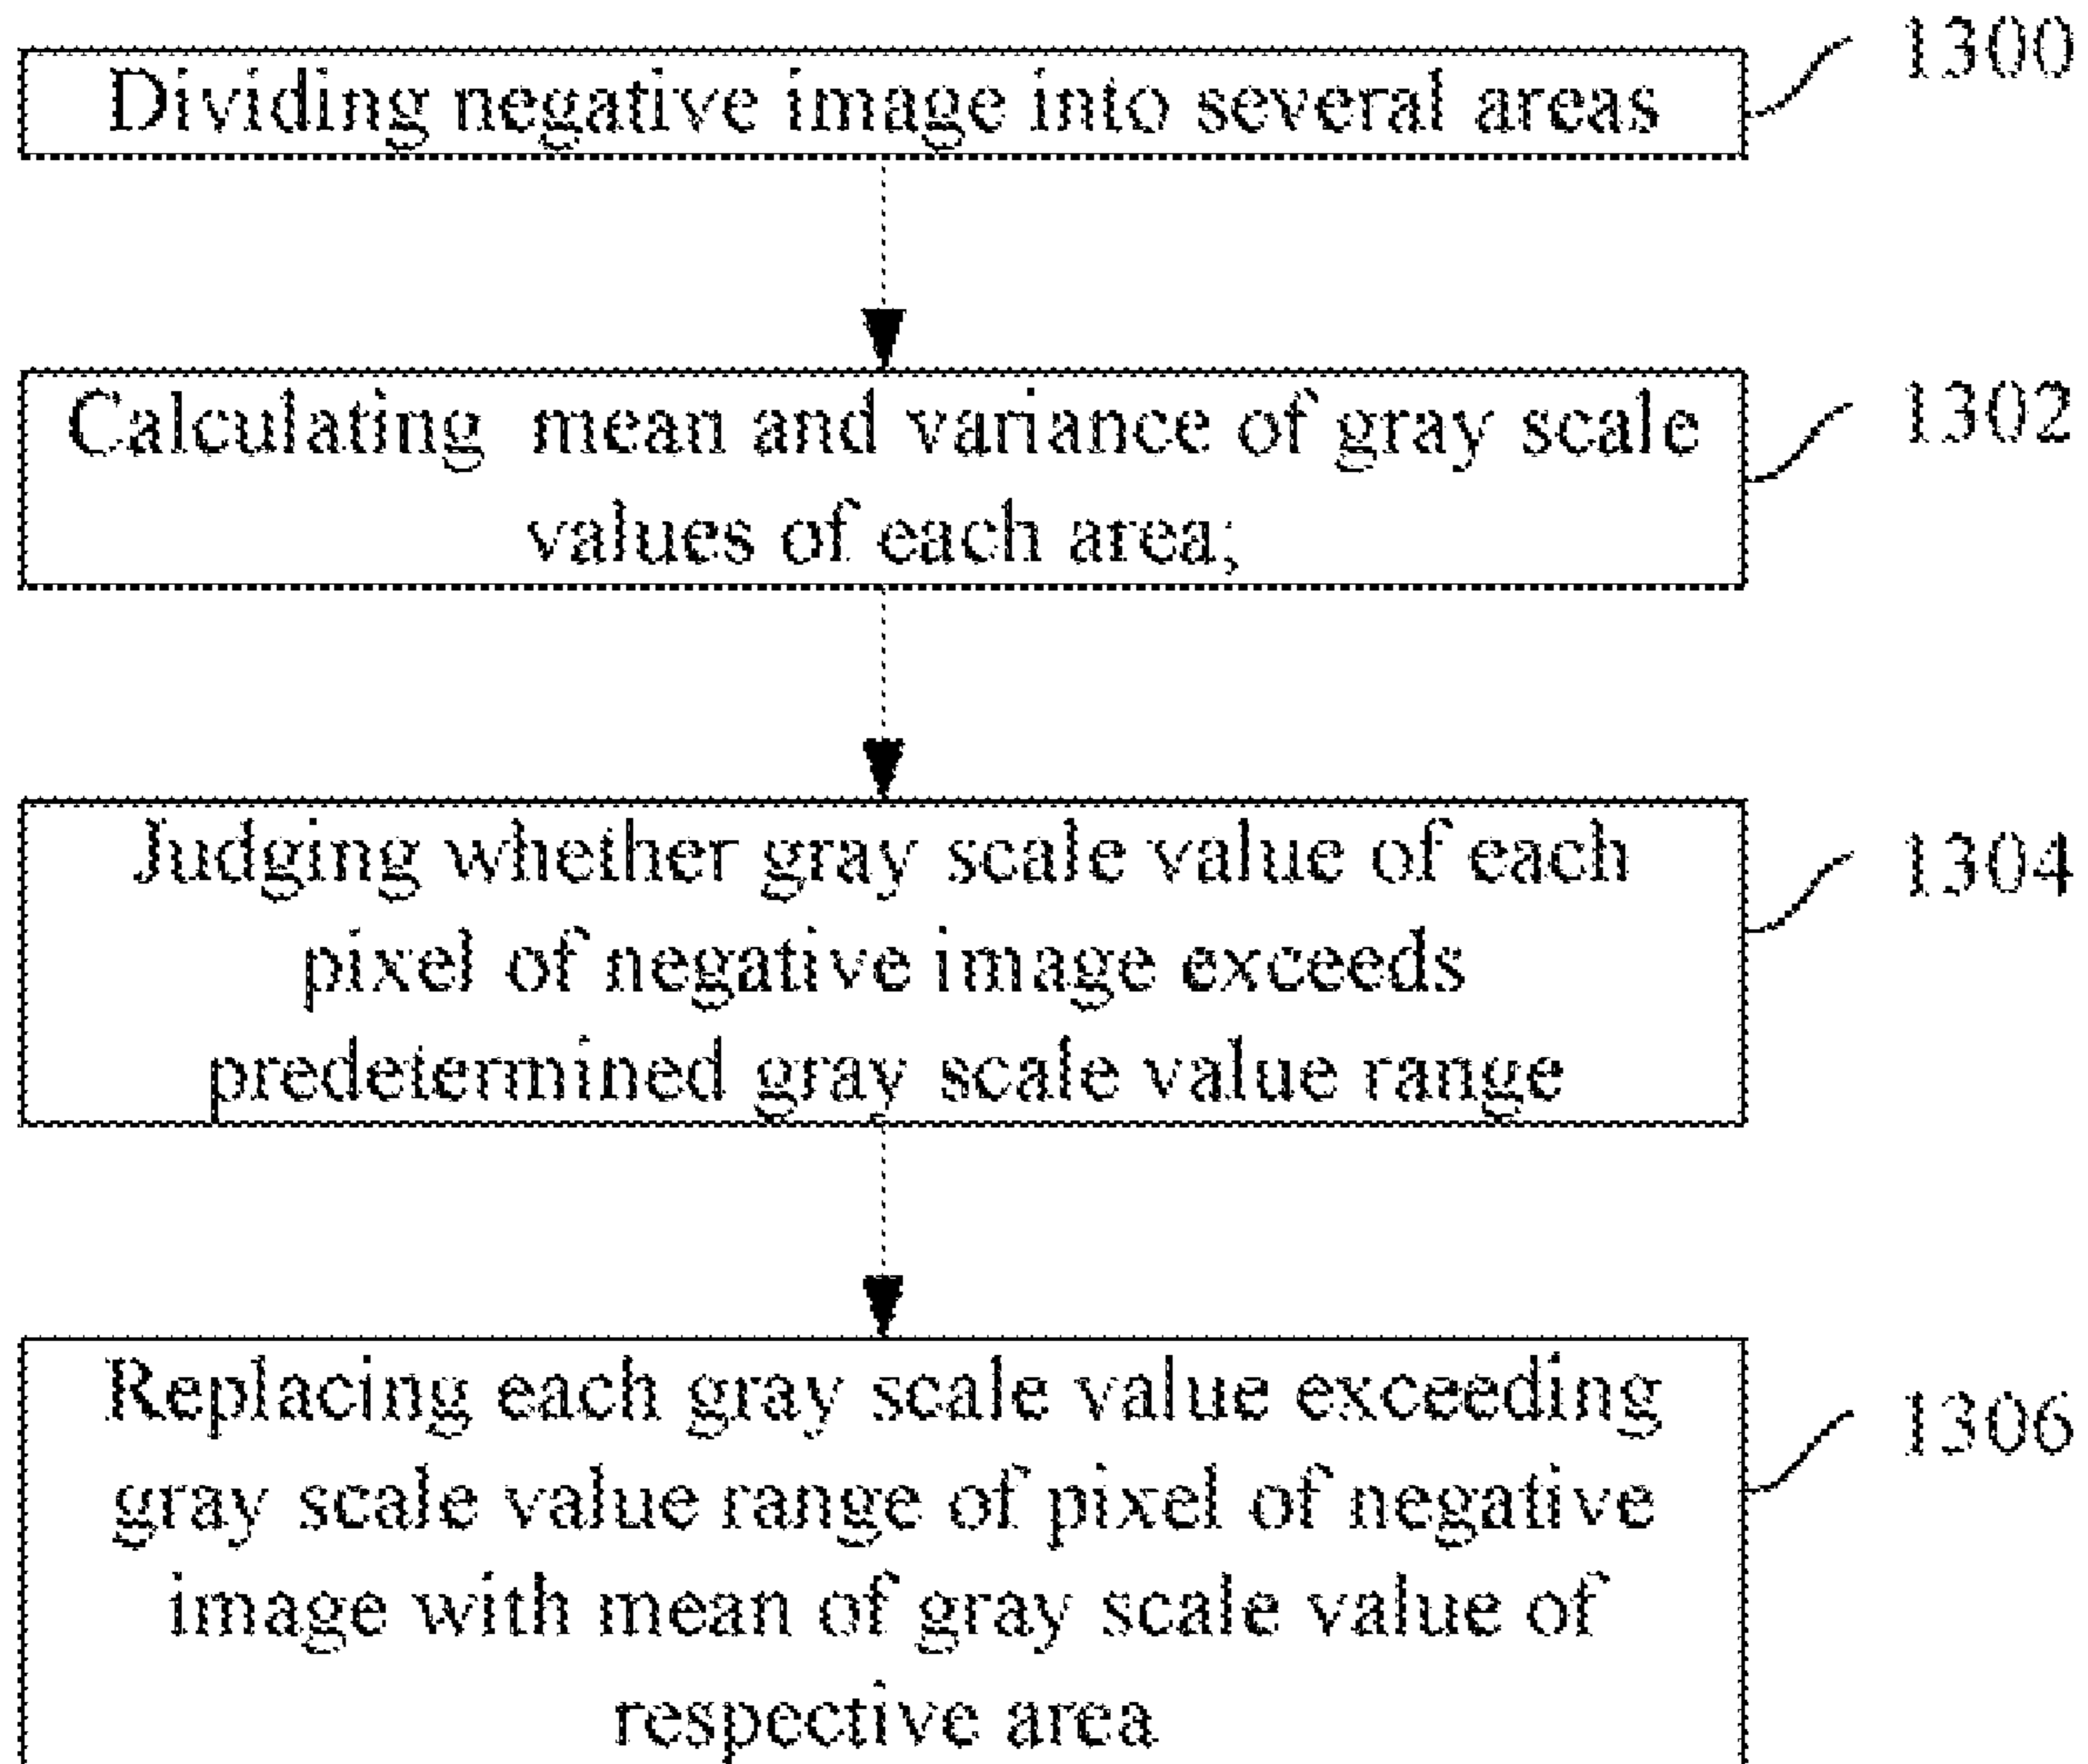 1300
Dividing negative image into several areas
1302
Calculating mean and variance of gray scale
values of each area;
1304
Judging whether gray scale value of each
pixel of negative image exceeds
predetermined gray scale value range
1306
Replacing each gray scale value exceeding
gray scale value range of pixel of negative
image with mean of gray scale value of
respective area